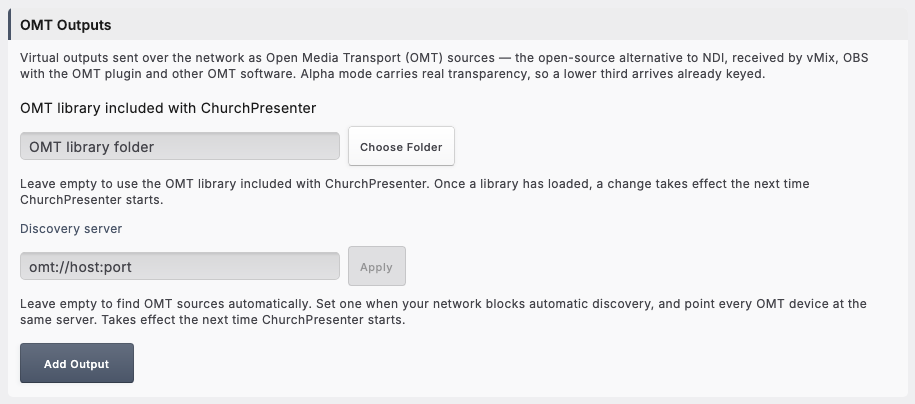 OMT Outputs
Virtual outputs sent over the network as Open Media Transport (OMT) sources — the open-source alternative to NDI, received by vMix, OBS
with the OMT plugin and other OMT software. Alpha mode carries real transparency, so a lower third arrives already keyed.
OMT library included with ChurchPresenter
OMT library folder
Choose Folder
Leave empty to use the OMT library included with ChurchPresenter. Once a library has loaded, a change takes effect the next time
ChurchPresenter starts.
Discovery server
omt://host:port
Apply
Leave empty to find OMT sources automatically. Set one when your network blocks automatic discovery, and point every OMT device at the
same server. Takes effect the next time ChurchPresenter starts.
Add Output